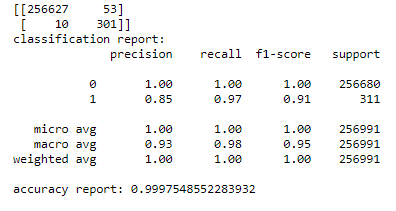 [[256627 53]
[ 10 301]]
classification report:
precision recall f1-score support
0 1.00 1.00 1.00 256680
1 0.85 0.97 0.91 311
micro avg 1.00 1.00 1.00 256991
macro avg 0.93 0.98 0.95 256991
weighted avg 1.00 1.00 1.00 256991
accuracy report: 0.9997548552283932